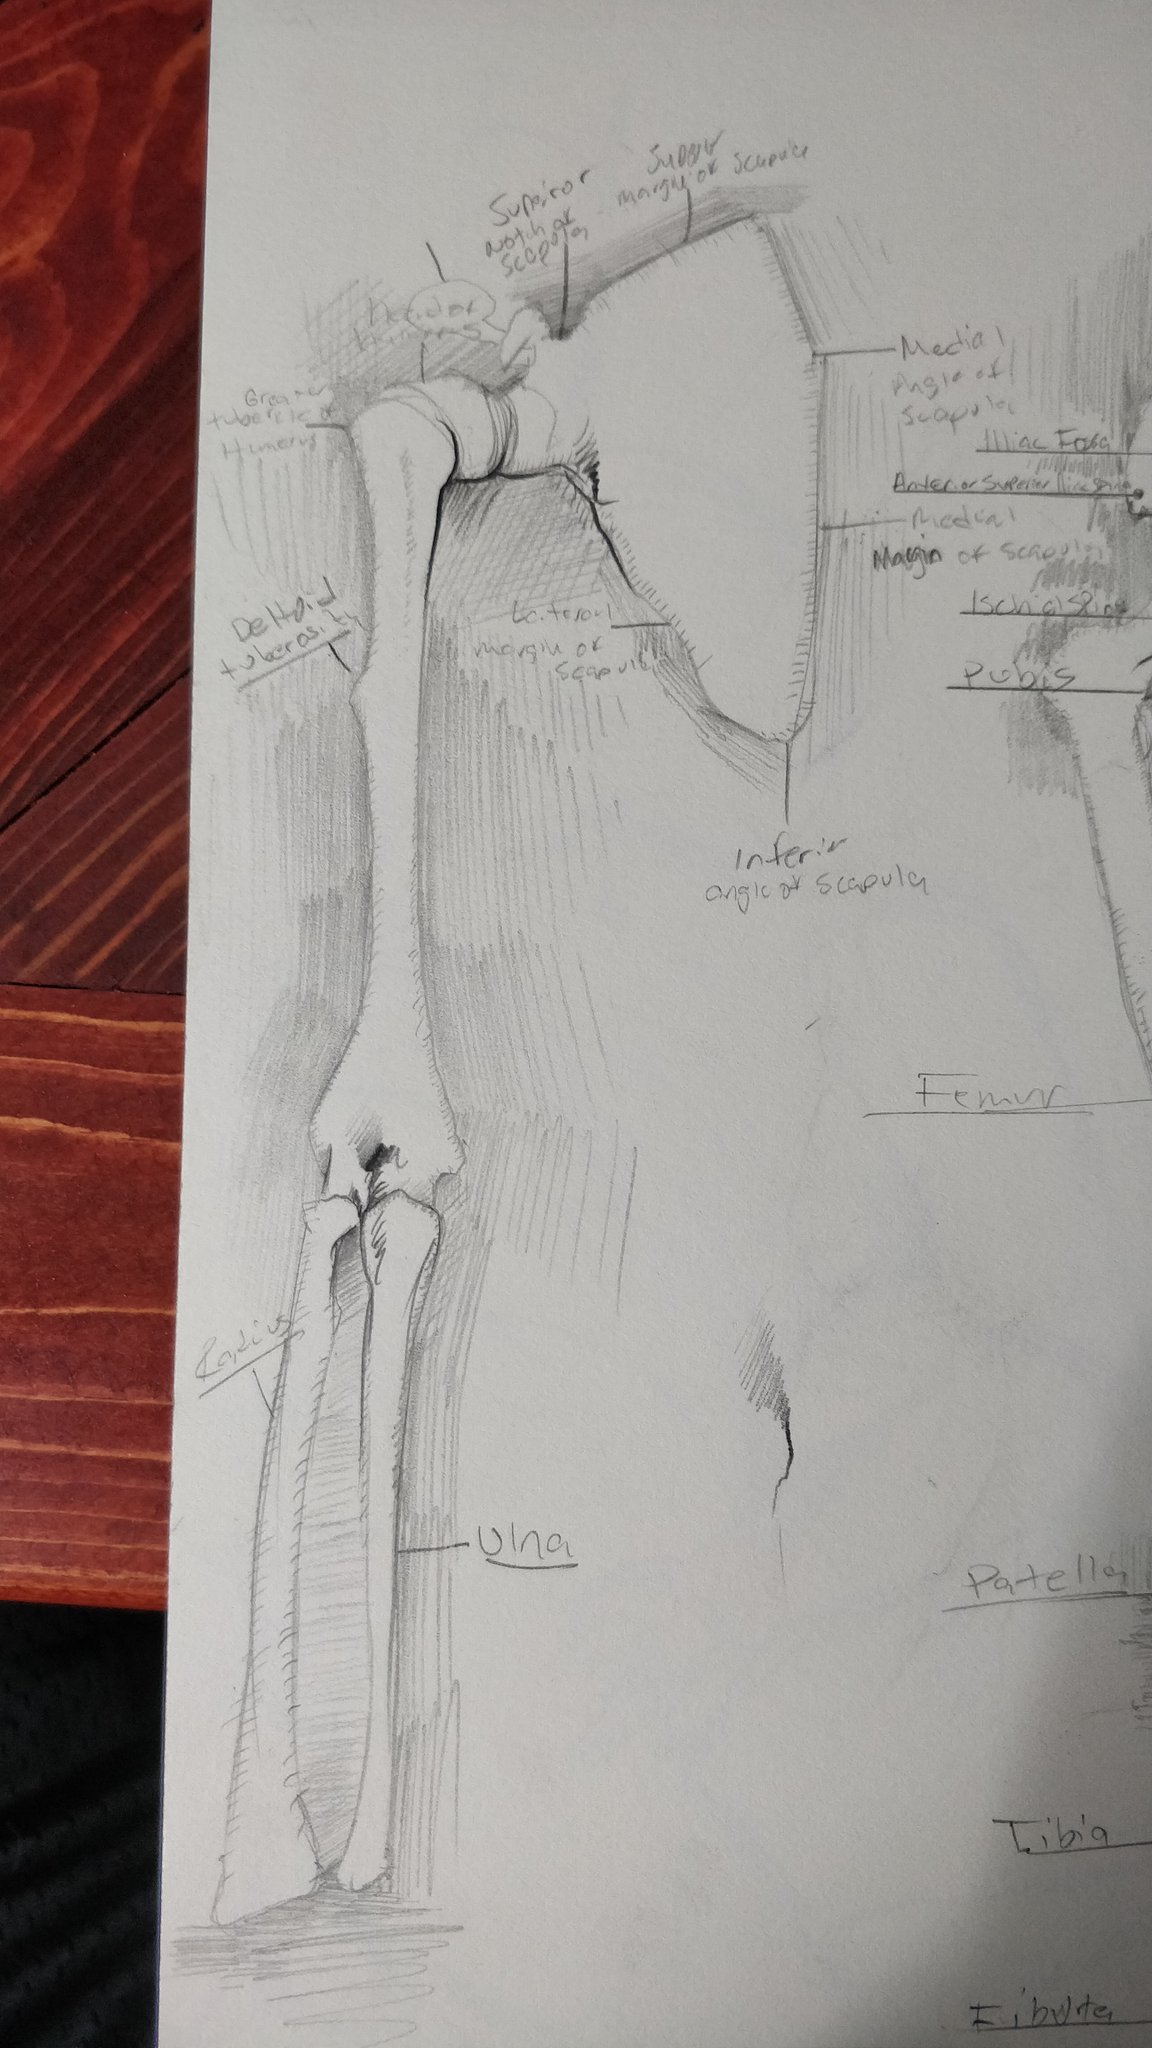 Superior
margin of scapula
Supeiror
Notch of
Scapula
Head of
Humerus
Greater
tubercle of
Humerus
Medial
Angle of
scapula
Illiac Fossa
Anterior Superior Iliac Spine
Medial
Margin of scapula
Deltoid
tuberosity
Lateral
margin of
scapula
Ischial Spine
Pubis
Inferior
angle of scapula
Femur
Radius
Ulna
Patella
Tibia
Fibula